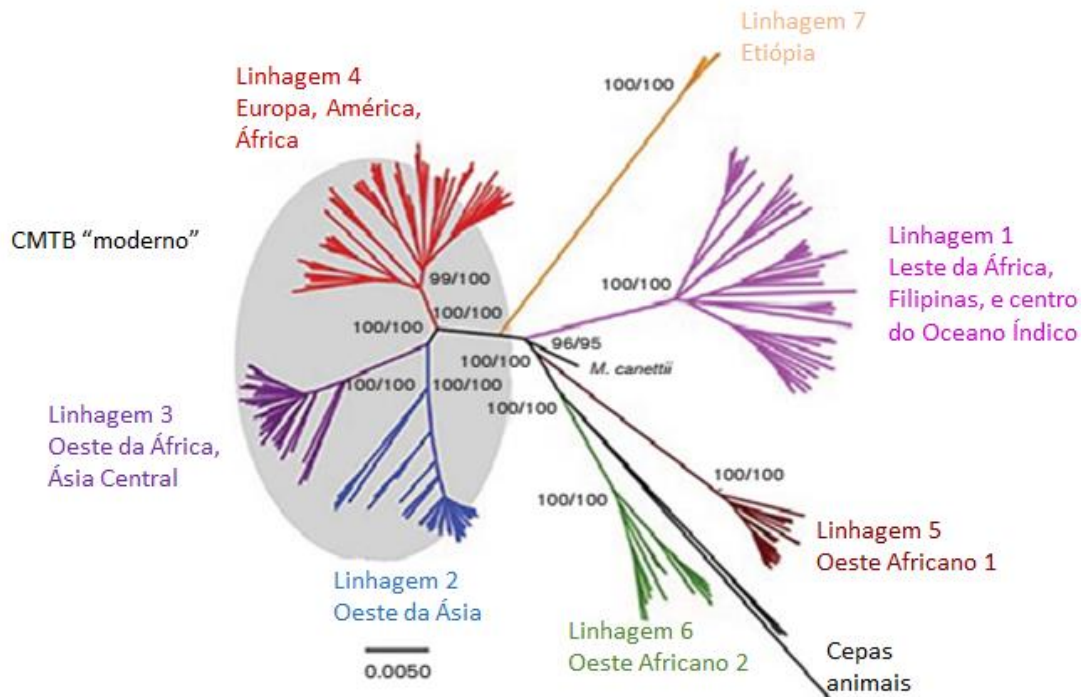 Linhagem 7
Etiópia
Linhagem 4
Europa, América,
África
100/100
CMTB “moderno”
Linhagem 1
Leste da África,
Filipinas, e centro
do Oceano Índico
100/100
99/100
100/100
100/100
96/95
100/100
M. canettii
100/100
100/100
100/100
Linhagem 3
Oeste da África,
Ásia Central
100/100
100/100
Linhagem 5
Oeste Africano 1
Linhagem 2
Oeste da Ásia
Linhagem 6
Oeste Africano 2
0.0050
Cepas
animais